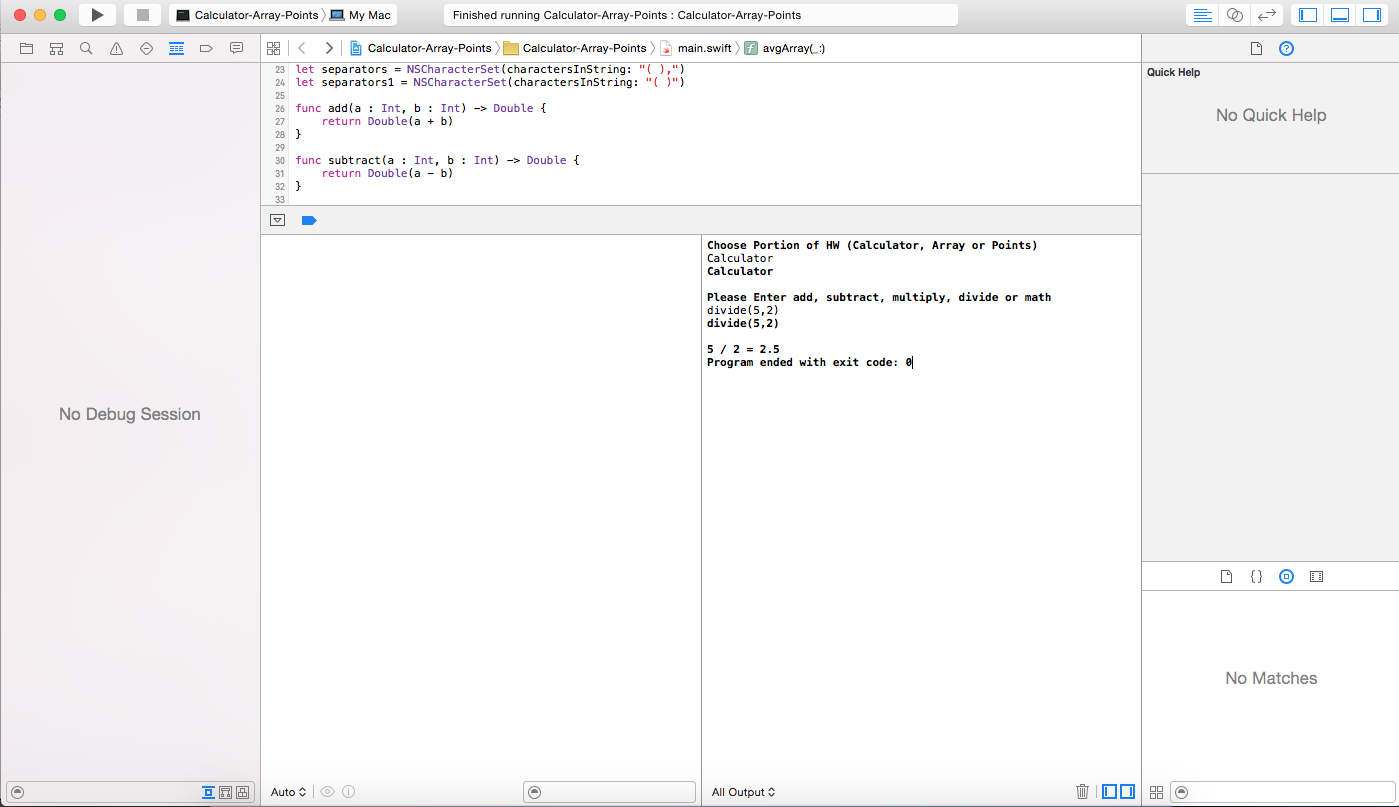 Calculator-Array-Points My Mac
Finished running Calculator-Array-Points : Calculator-Array-Points
Calculator-Array-Points Calculator-Array-Points main.swift f avgArray(_:)
23 let separators = NSCharacterSet(charactersInString: "( ),")
24 let separators1 = NSCharacterSet(charactersInString: "( )")
25
26 func add(a : Int, b : Int) -> Double {
27 return Double(a + b)
28 }
29
30 func subtract(a : Int, b : Int) -> Double {
31 return Double(a - b)
32 }
33
No Debug Session
Choose Portion of HW (Calculator, Array or Points)
Calculator
Calculator
Please Enter add, subtract, multiply, divide or math
divide(5,2)
divide(5,2)
5 / 2 = 2.5
Program ended with exit code: 0
Auto
All Output
Quick Help
No Quick Help
No Matches